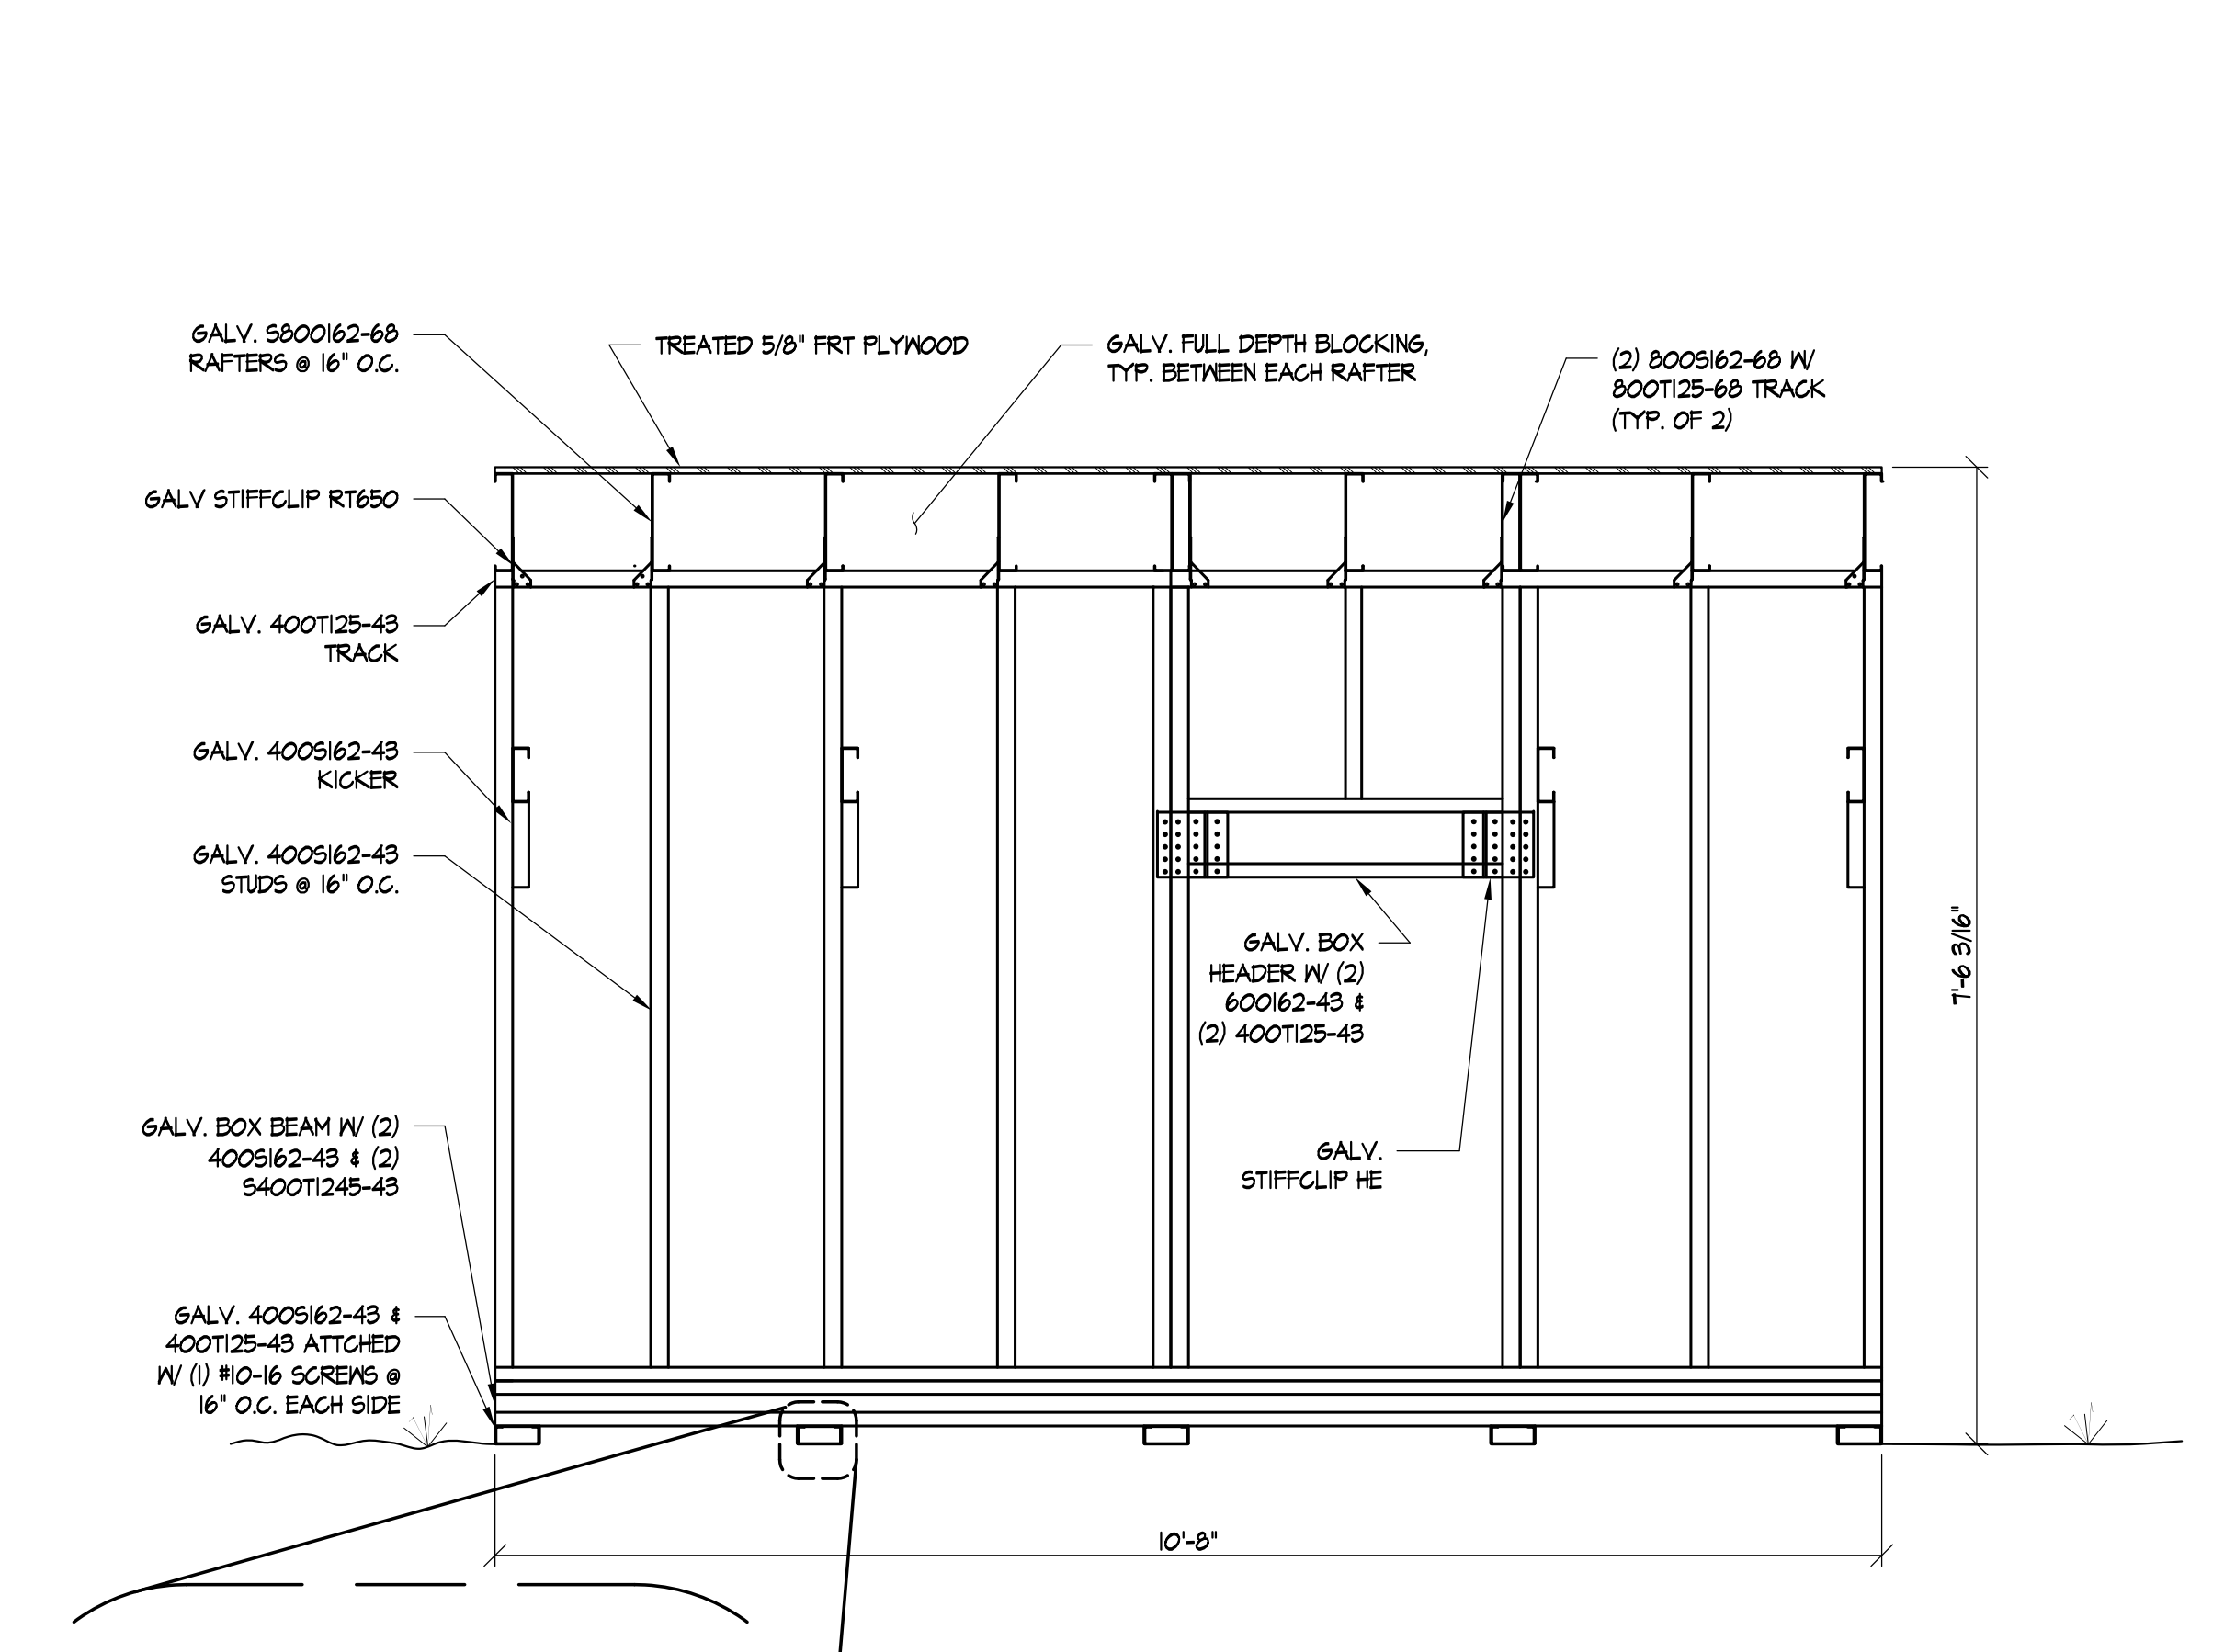 GALV. S800162-68
RAFTERS @ 16" O.C.
TREATED 5/8" FRT PLYWOOD
GALV. FULL DEPTH BLOCKING,
TYP. BETWEEN EACH RAFTER
(2) 800S162-68 W/
800T125-68 TRACK
(TYP. OF 2)
GALV STIFFCLIP RT650
GALV. 400T125-43
TRACK
GALV. 400S162-43
KICKER
GALV. 400S162-43
STUDS @ 16" O.C.
GALV. BOX
HEADER W/ (2)
600162-43 &
(2) 400T125-43
7'-6 3/16"
GALV. BOX BEAM W/ (2)
400S162-43 & (2)
S400T1245-43
GALV.
STIFFCLIP HE
GALV. 400S162-43 &
400T125-43 ATTCHED
W/ (1) #10-16 SCREWS @
16" O.C. EACH SIDE
10'-8"